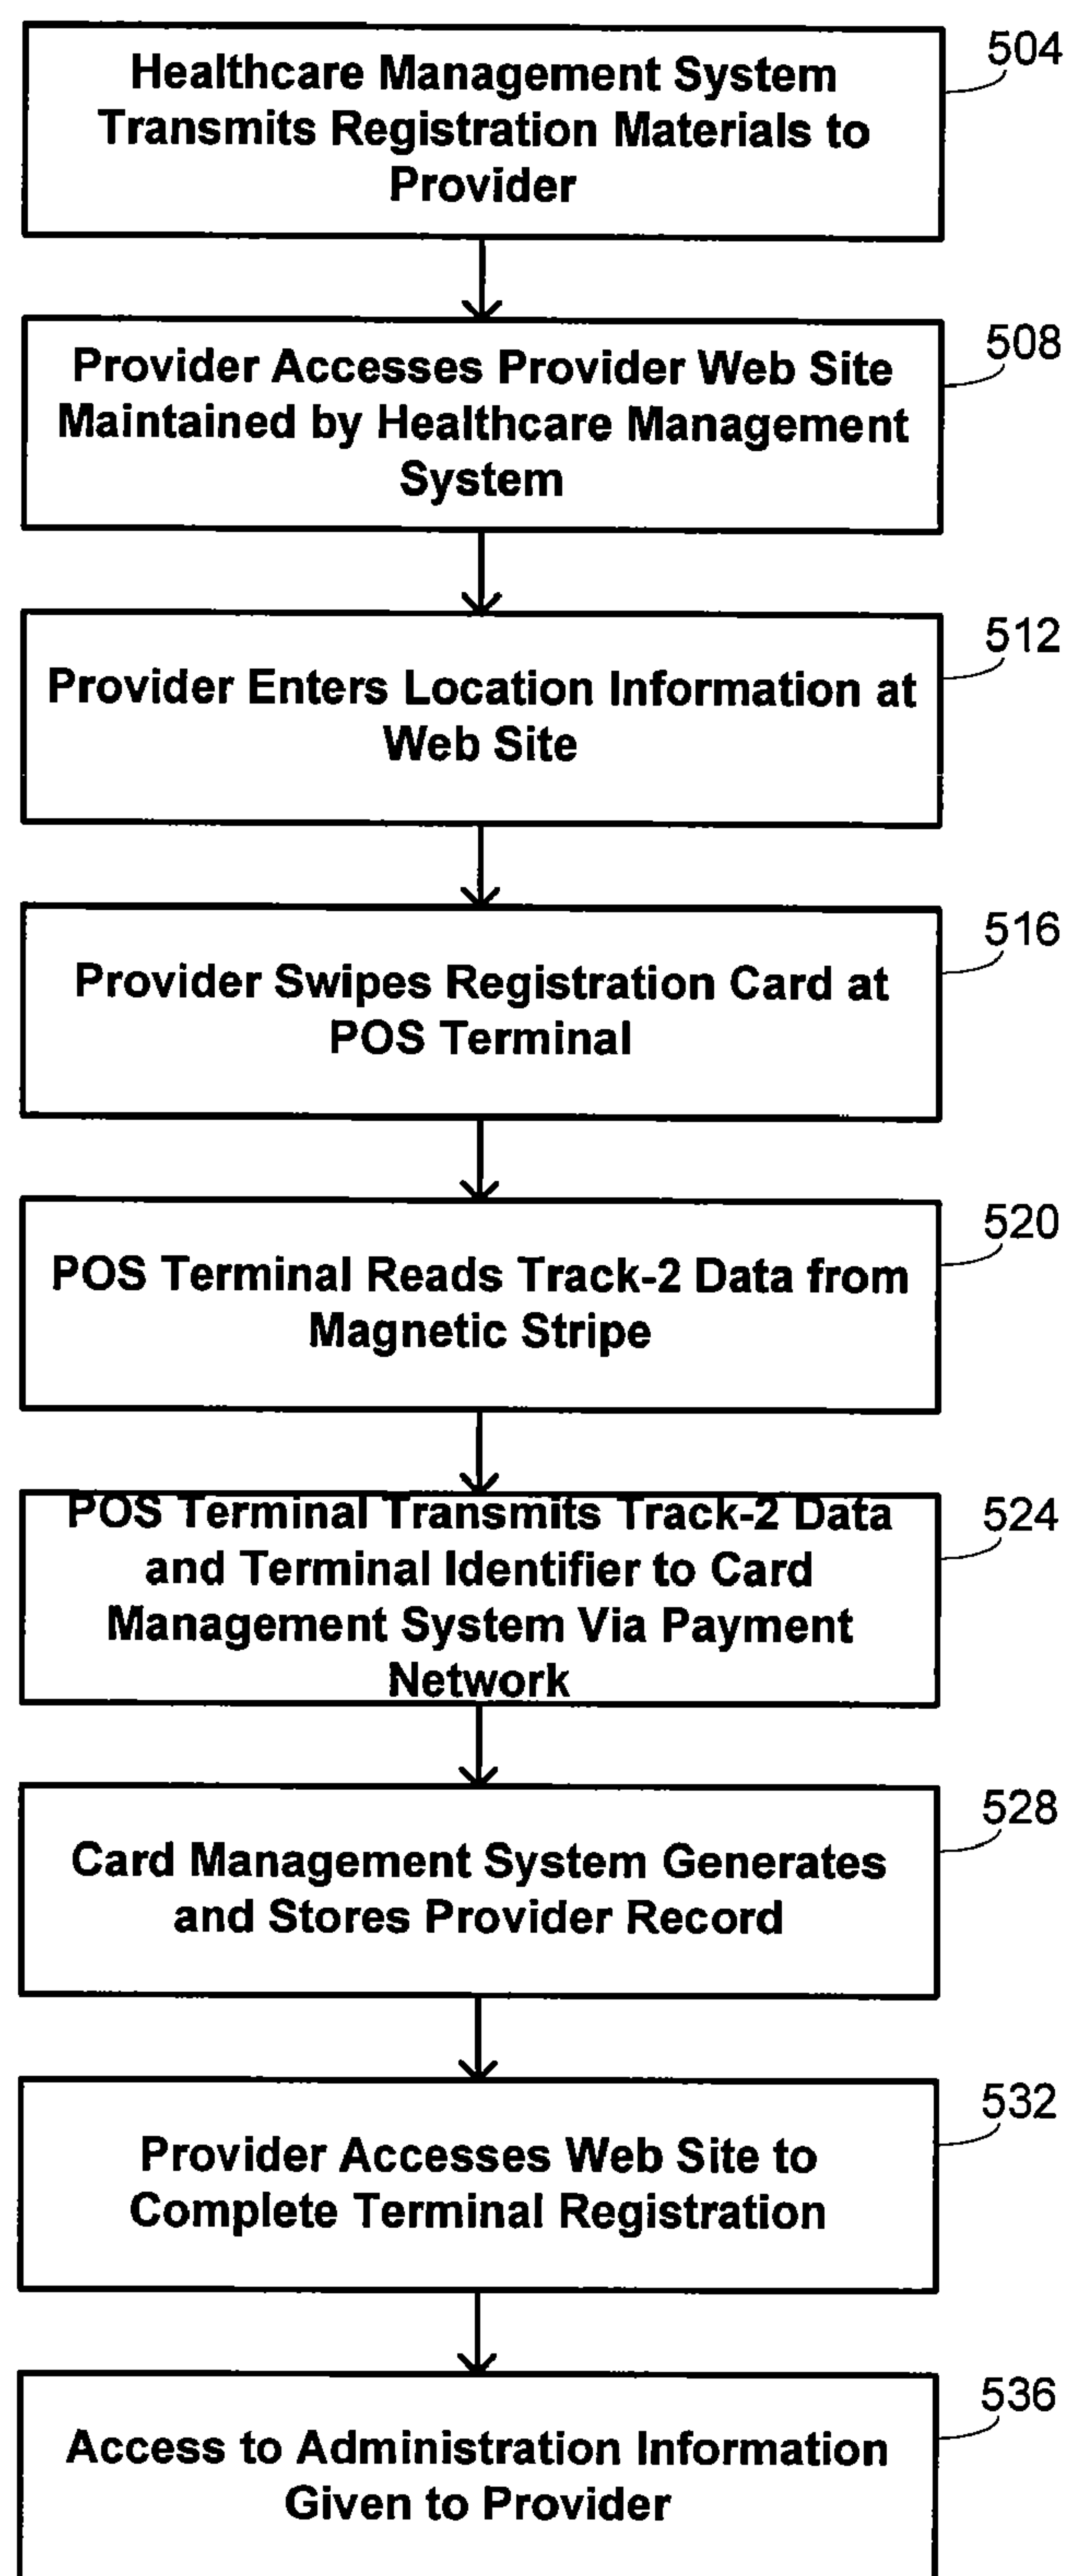 504
Healthcare Management System
Transmits Registration Materials to
Provider
508
Provider Accesses Provider Web Site
Maintained by Healthcare Management
System
512
Provider Enters Location Information at
Web Site
516
Provider Swipes Registration Card at
POS Terminal
520
POS Terminal Reads Track-2 Data from
Magnetic Stripe
524
POS Terminal Transmits Track-2 Data
and Terminal Identifier to Card
Management System Via Payment
Network
528
Card Management System Generates
and Stores Provider Record
532
Provider Accesses Web Site to
Complete Terminal Registration
536
Access to Administration Information
Given to Provider